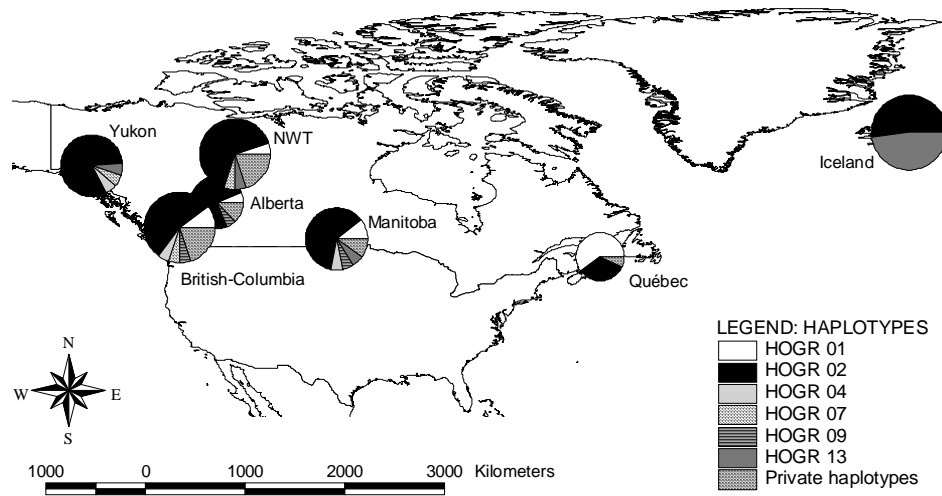 Yukon
NWT
Iceland
Alberta
Manitoba
British-Columbia
Québec
LEGEND: HAPLOTYPES
HOGR 01
HOGR 02
HOGR 04
HOGR 07
HOGR 09
HOGR 13
Private haplotypes
N
W E
S
1000 0 1000 2000 3000 Kilometers